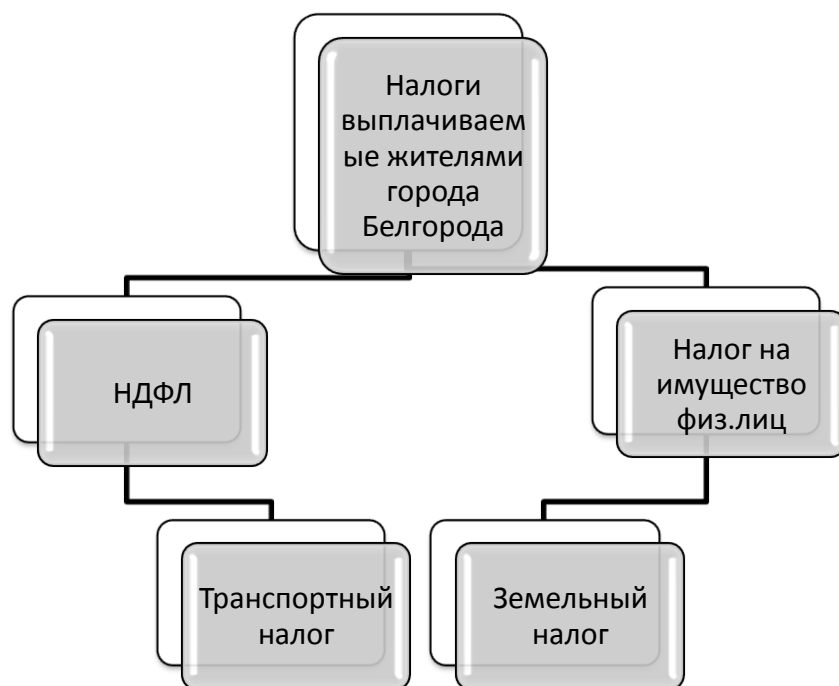 Налоги
выплачиваем
ые жителями
города
Белгорода
НДФЛ
Налог на
имущество
физ.лиц
Транспортный
налог
Земельный
налог